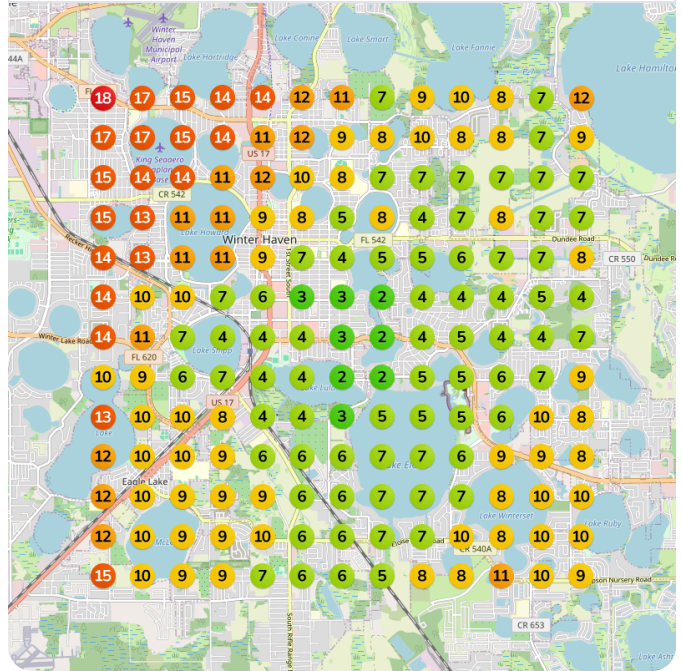 Winter
Haven
Municipal
Airport
Lake Conine
Lake Smart
Lake Fannie
44A
Lake Hartridge
Lake Hamilton
18 17 15 14 14 12 11 7 9 10 8 7 12
17 17 15 14 11 12 9 8 10 8 8 7 9
US 17
King Seaaero
15 14 14 11 12 10 8 7 7 7 7 7 7
CR 542
15 13 11 11 9 8 5 8 4 7 8 7 7
Lake Howard
Winter Haven
FL 542
Dundee Road
14 13 11 11 9 7 4 5 5 6 7 7 8
CR 550
1st Street South
14 10 10 7 6 3 3 2 4 4 4 5 4
14 11 7 4 4 4 3 2 4 5 4 4 7
Winter Lake Road
Lake Shipp
FL 620
10 9 6 7 4 4 2 2 5 5 6 7 9
US 17
13 10 10 8 4 4 3 5 5 5 6 10 8
Lake
12 10 10 9 6 6 6 7 7 6 9 9 8
Eagle Lake
12 10 9 9 9 6 6 7 7 7 8 10 10
Lake Winterset
Lake Ruby
12 10 9 9 10 6 6 7 7 10 8 10 10
Road
CR 540A
15 10 9 9 7 6 6 5 8 8 11 10 9
Nursery Road
South Rifle Range
CR 653
Lake Ash